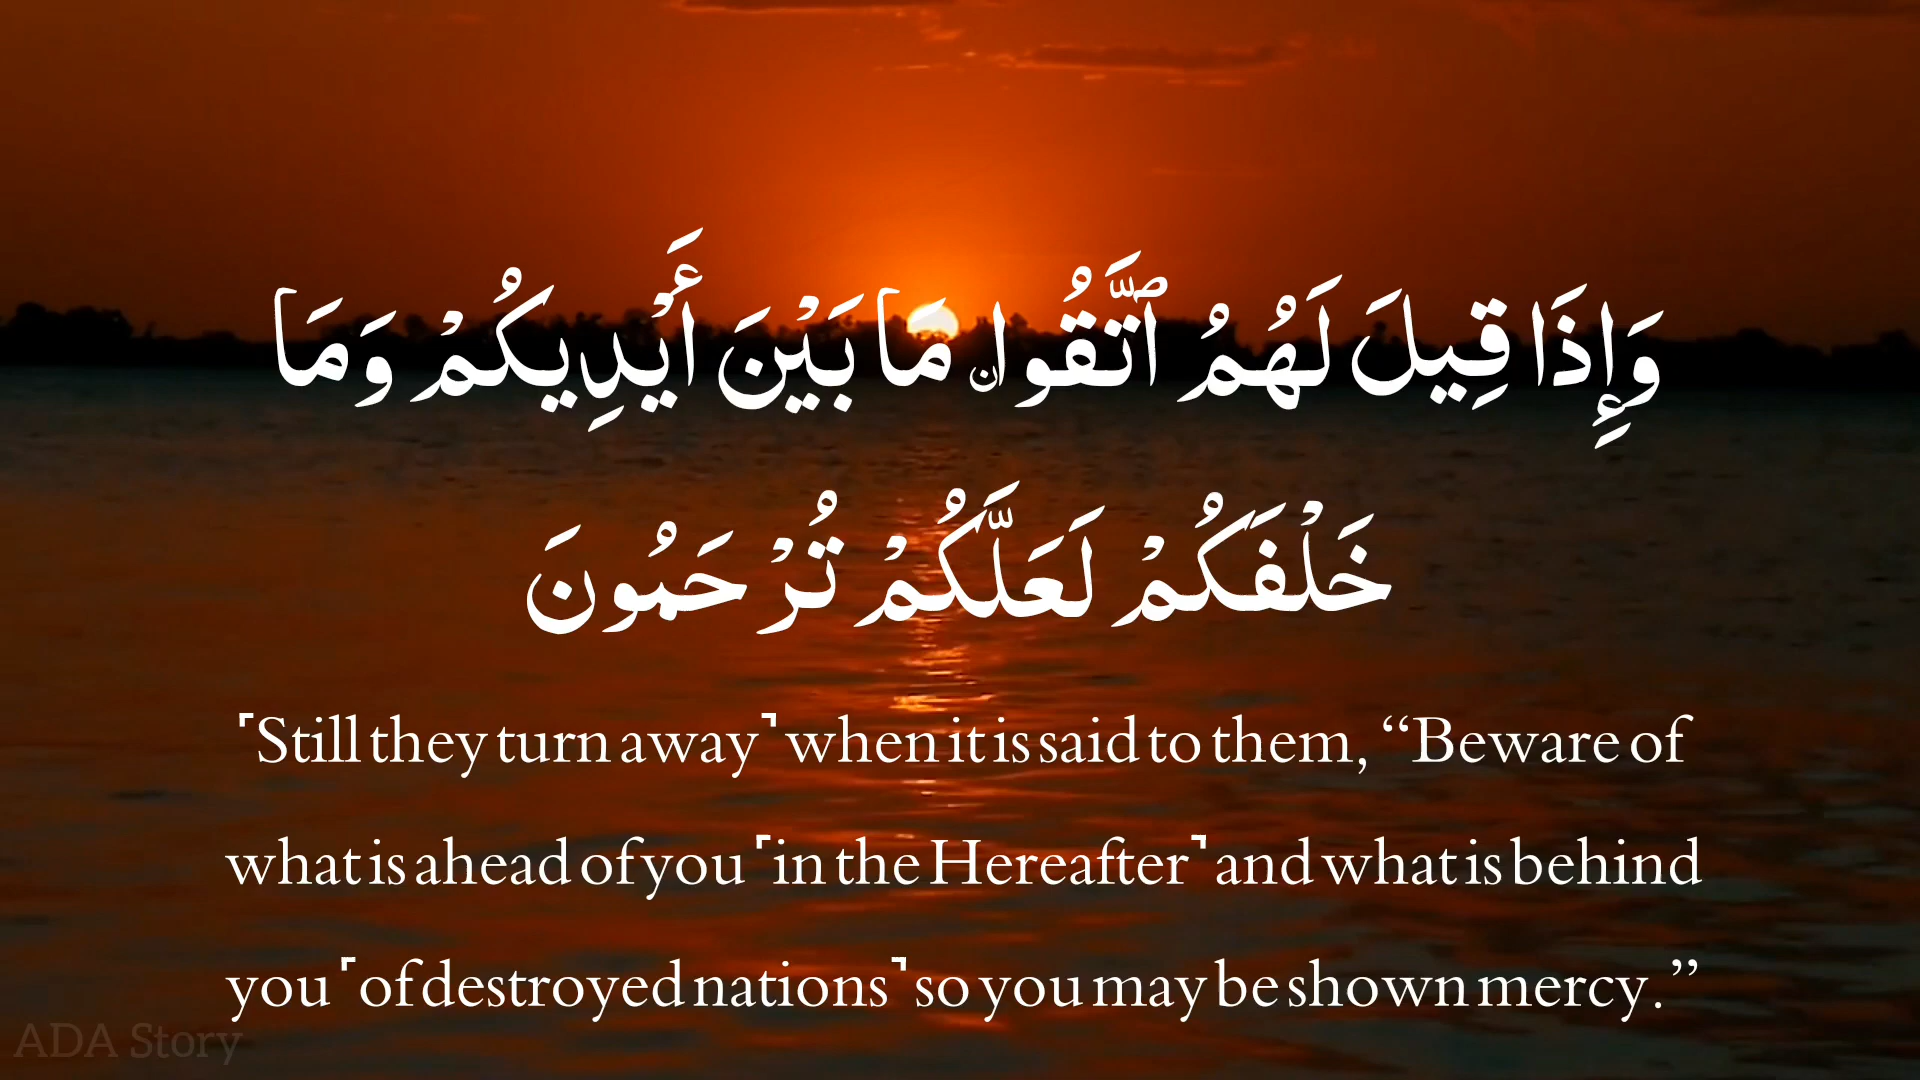 وَإِذَا قِيلَ لَهُمُ ٱتَّقُوا۟ مَا بَيْنَ أَيْدِيكُمْ وَمَا
خَلْفَكُمْ لَعَلَّكُمْ تُرْحَمُونَ
⸢Still they turn away⸣ when it is said to them, “Beware of
what is ahead of you ⸢in the Hereafter⸣ and what is behind
you ⸢of destroyed nations⸣ so you may be shown mercy.”
ADA Story